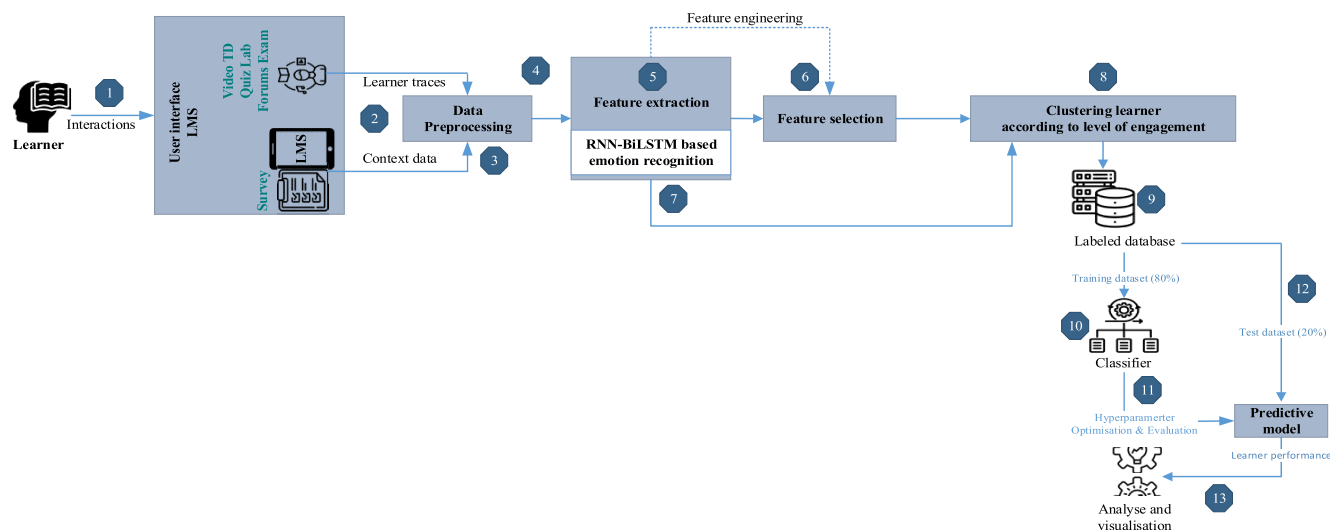 Feature engineering
1
Interactions
Learner
User interface
LMS
Video TD
Quiz Lab
Forums Exam
LMS
Survey
Learner traces
2
Context data
Data
Preprocessing
3
4
5
Feature extraction
RNN-BiLSTM based
emotion recognition
6
Feature selection
7
8
Clustering learner
according to level of engagement
9
Labeled database
Training dataset (80%)
12
10
Test dataset (20%)
Classifier
11
Hyperparamerter
Optimisation & Evaluation
Predictive
model
Learner performance
13
Analyse and
visualisation